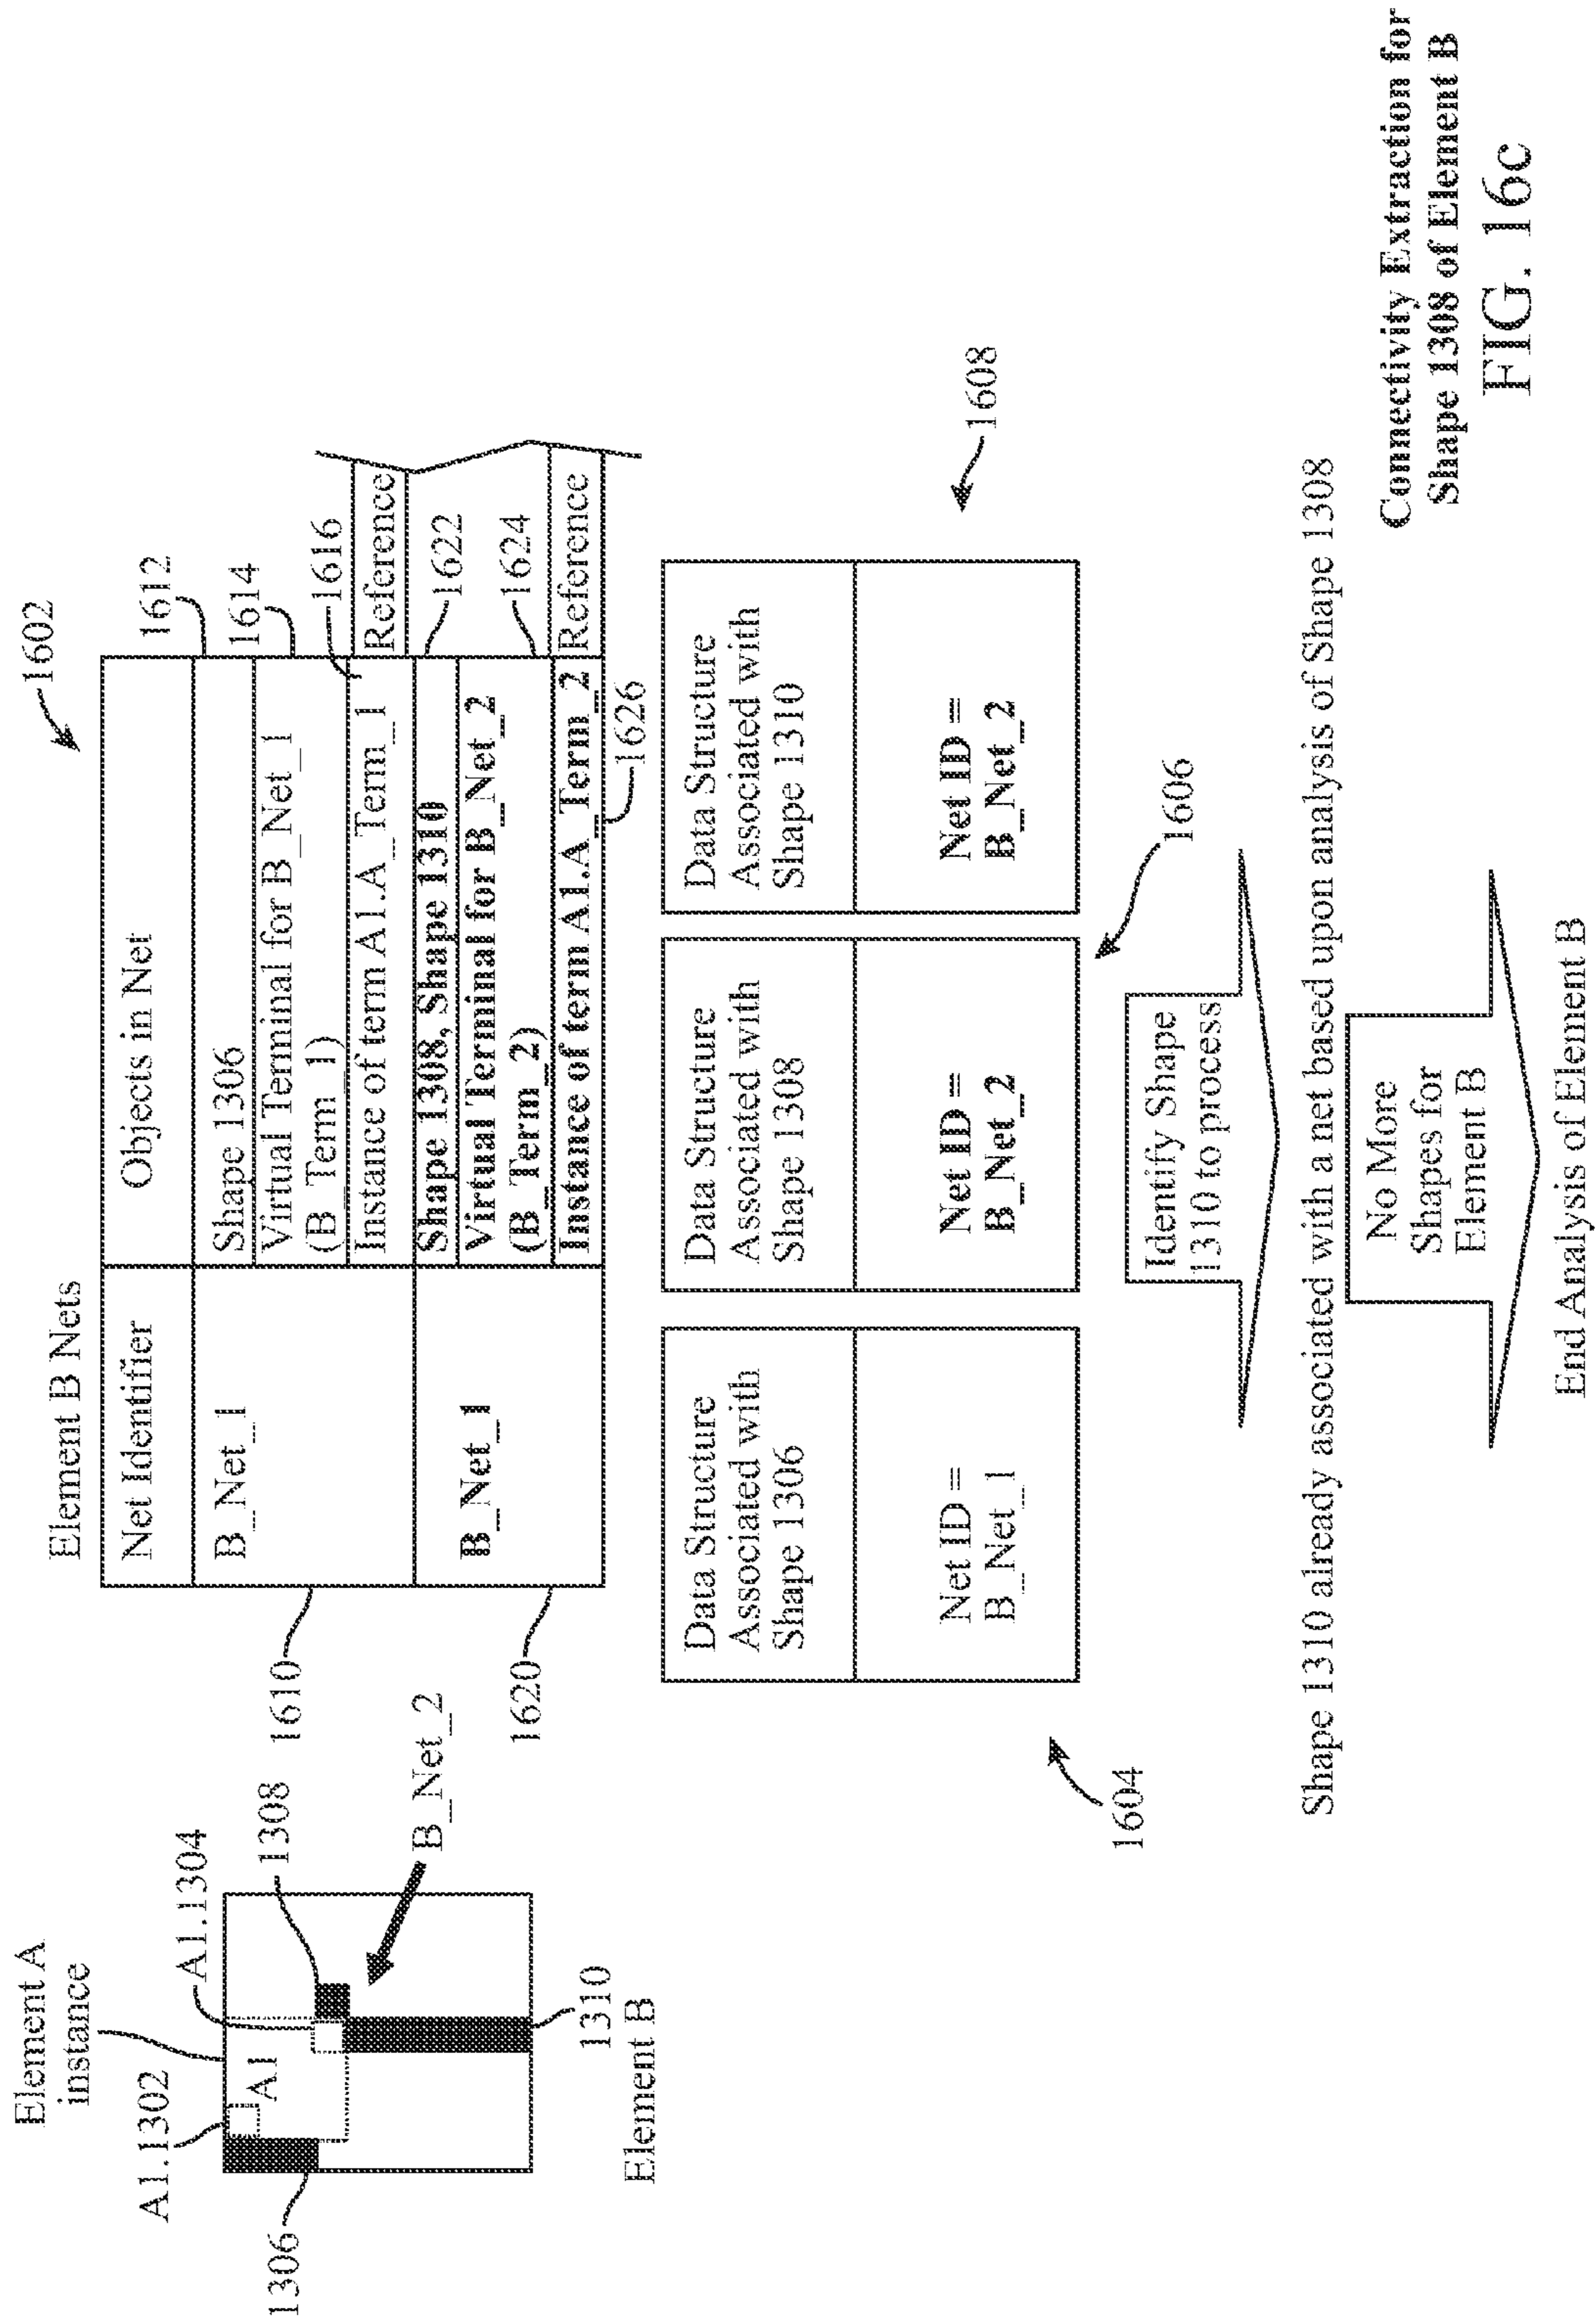 Element A
instance
A1.1302
A1.1304
1306
1308
A1
B_Net_2
1310
Element B
Element B Nets
1602
Net Identifier
Objects in Net
B_Net_1
Shape 1306
1612
Virtual Terminal for B_Net_1
(B_Term_1)
1614
Instance of term A1.A_Term_1
1616
Reference
1610
B_Net_1
Shape 1308, Shape 1310
1622
Virtual Terminal for B_Net_2
(B_Term_2)
1624
Instance of term A1.A_Term_2
Reference
1626
1620
Data Structure
Associated with
Shape 1306
Net ID =
B_Net_1
1604
Data Structure
Associated with
Shape 1308
Net ID =
B_Net_2
1606
Data Structure
Associated with
Shape 1310
Net ID =
B_Net_2
1608
Identify Shape
1310 to process
Shape 1310 already associated with a net based upon analysis of Shape 1308
No More
Shapes for
Element B
End Analysis of Element B
Connectivity Extraction for
Shape 1308 of Element B
FIG. 16c